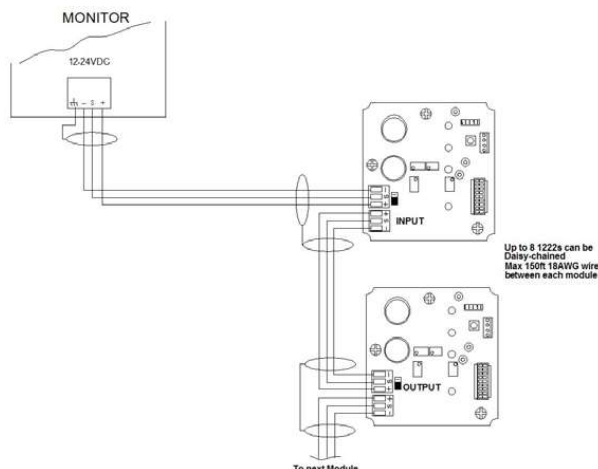 MONITOR
12-24VDC
- S +
-
S
+
+
S
-
INPUT
Up to 8 1222s can be
Daisy-chained
Max 150ft 18AWG wire
between each module
-
S
+
+
S
-
OUTPUT
To next Module